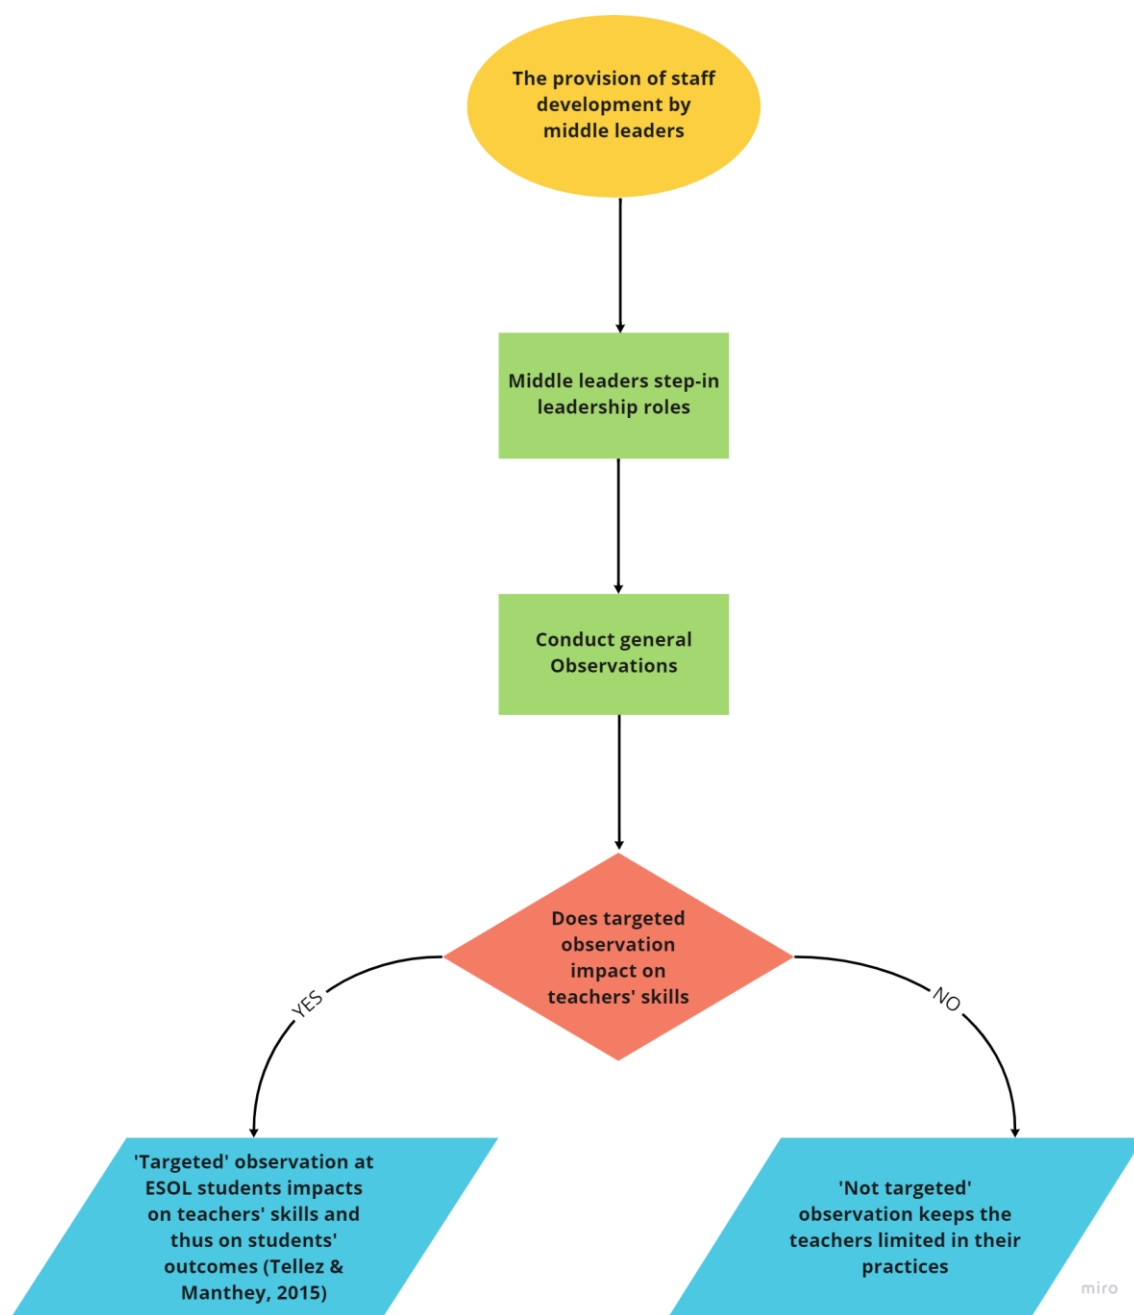 The provision of staff
development by
middle leaders
Middle leaders step-in
leadership roles
Conduct general
Observations
Does targeted
observation
impact on
teachers' skills
YES
NO
'Targeted' observation at
ESOL students impacts
on teachers' skills and
thus on students'
outcomes (Tellez &
Manthey, 2015)
'Not targeted'
observation keeps the
teachers limited in their
practices
miro